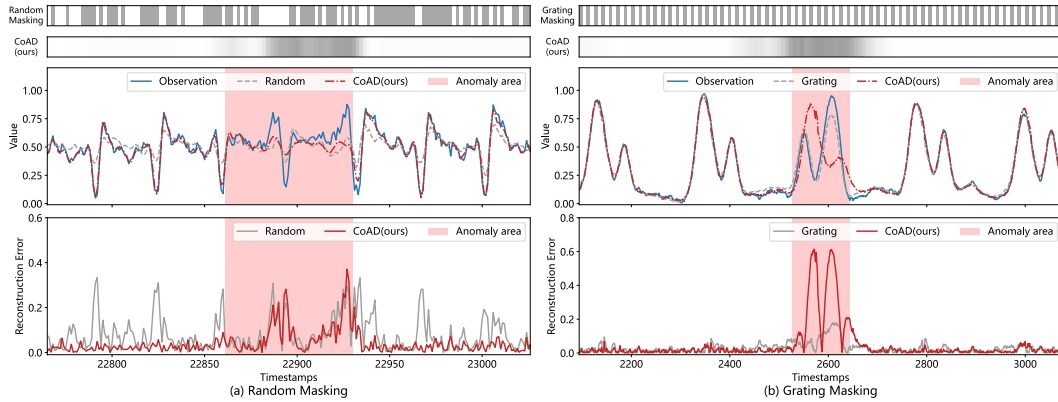 Random
Masking
CoAD
(ours)
Observation Random CoAD(ours) Anomaly area
1.00
0.75
0.50
0.25
0.00
Value
Random CoAD(ours) Anomaly area
0.6
0.4
0.2
0.0
Reconstruction Error
22800 22850 22900 22950 23000
Timestamps
(a) Random Masking
Grating
Masking
CoAD
(ours)
Observation Grating CoAD(ours) Anomaly area
1.00
0.75
0.50
0.25
0.00
Value
Grating CoAD(ours) Anomaly area
0.8
0.6
0.4
0.2
0.0
Reconstruction Error
2200 2400 2600 2800 3000
Timestamps
(b) Grating Masking